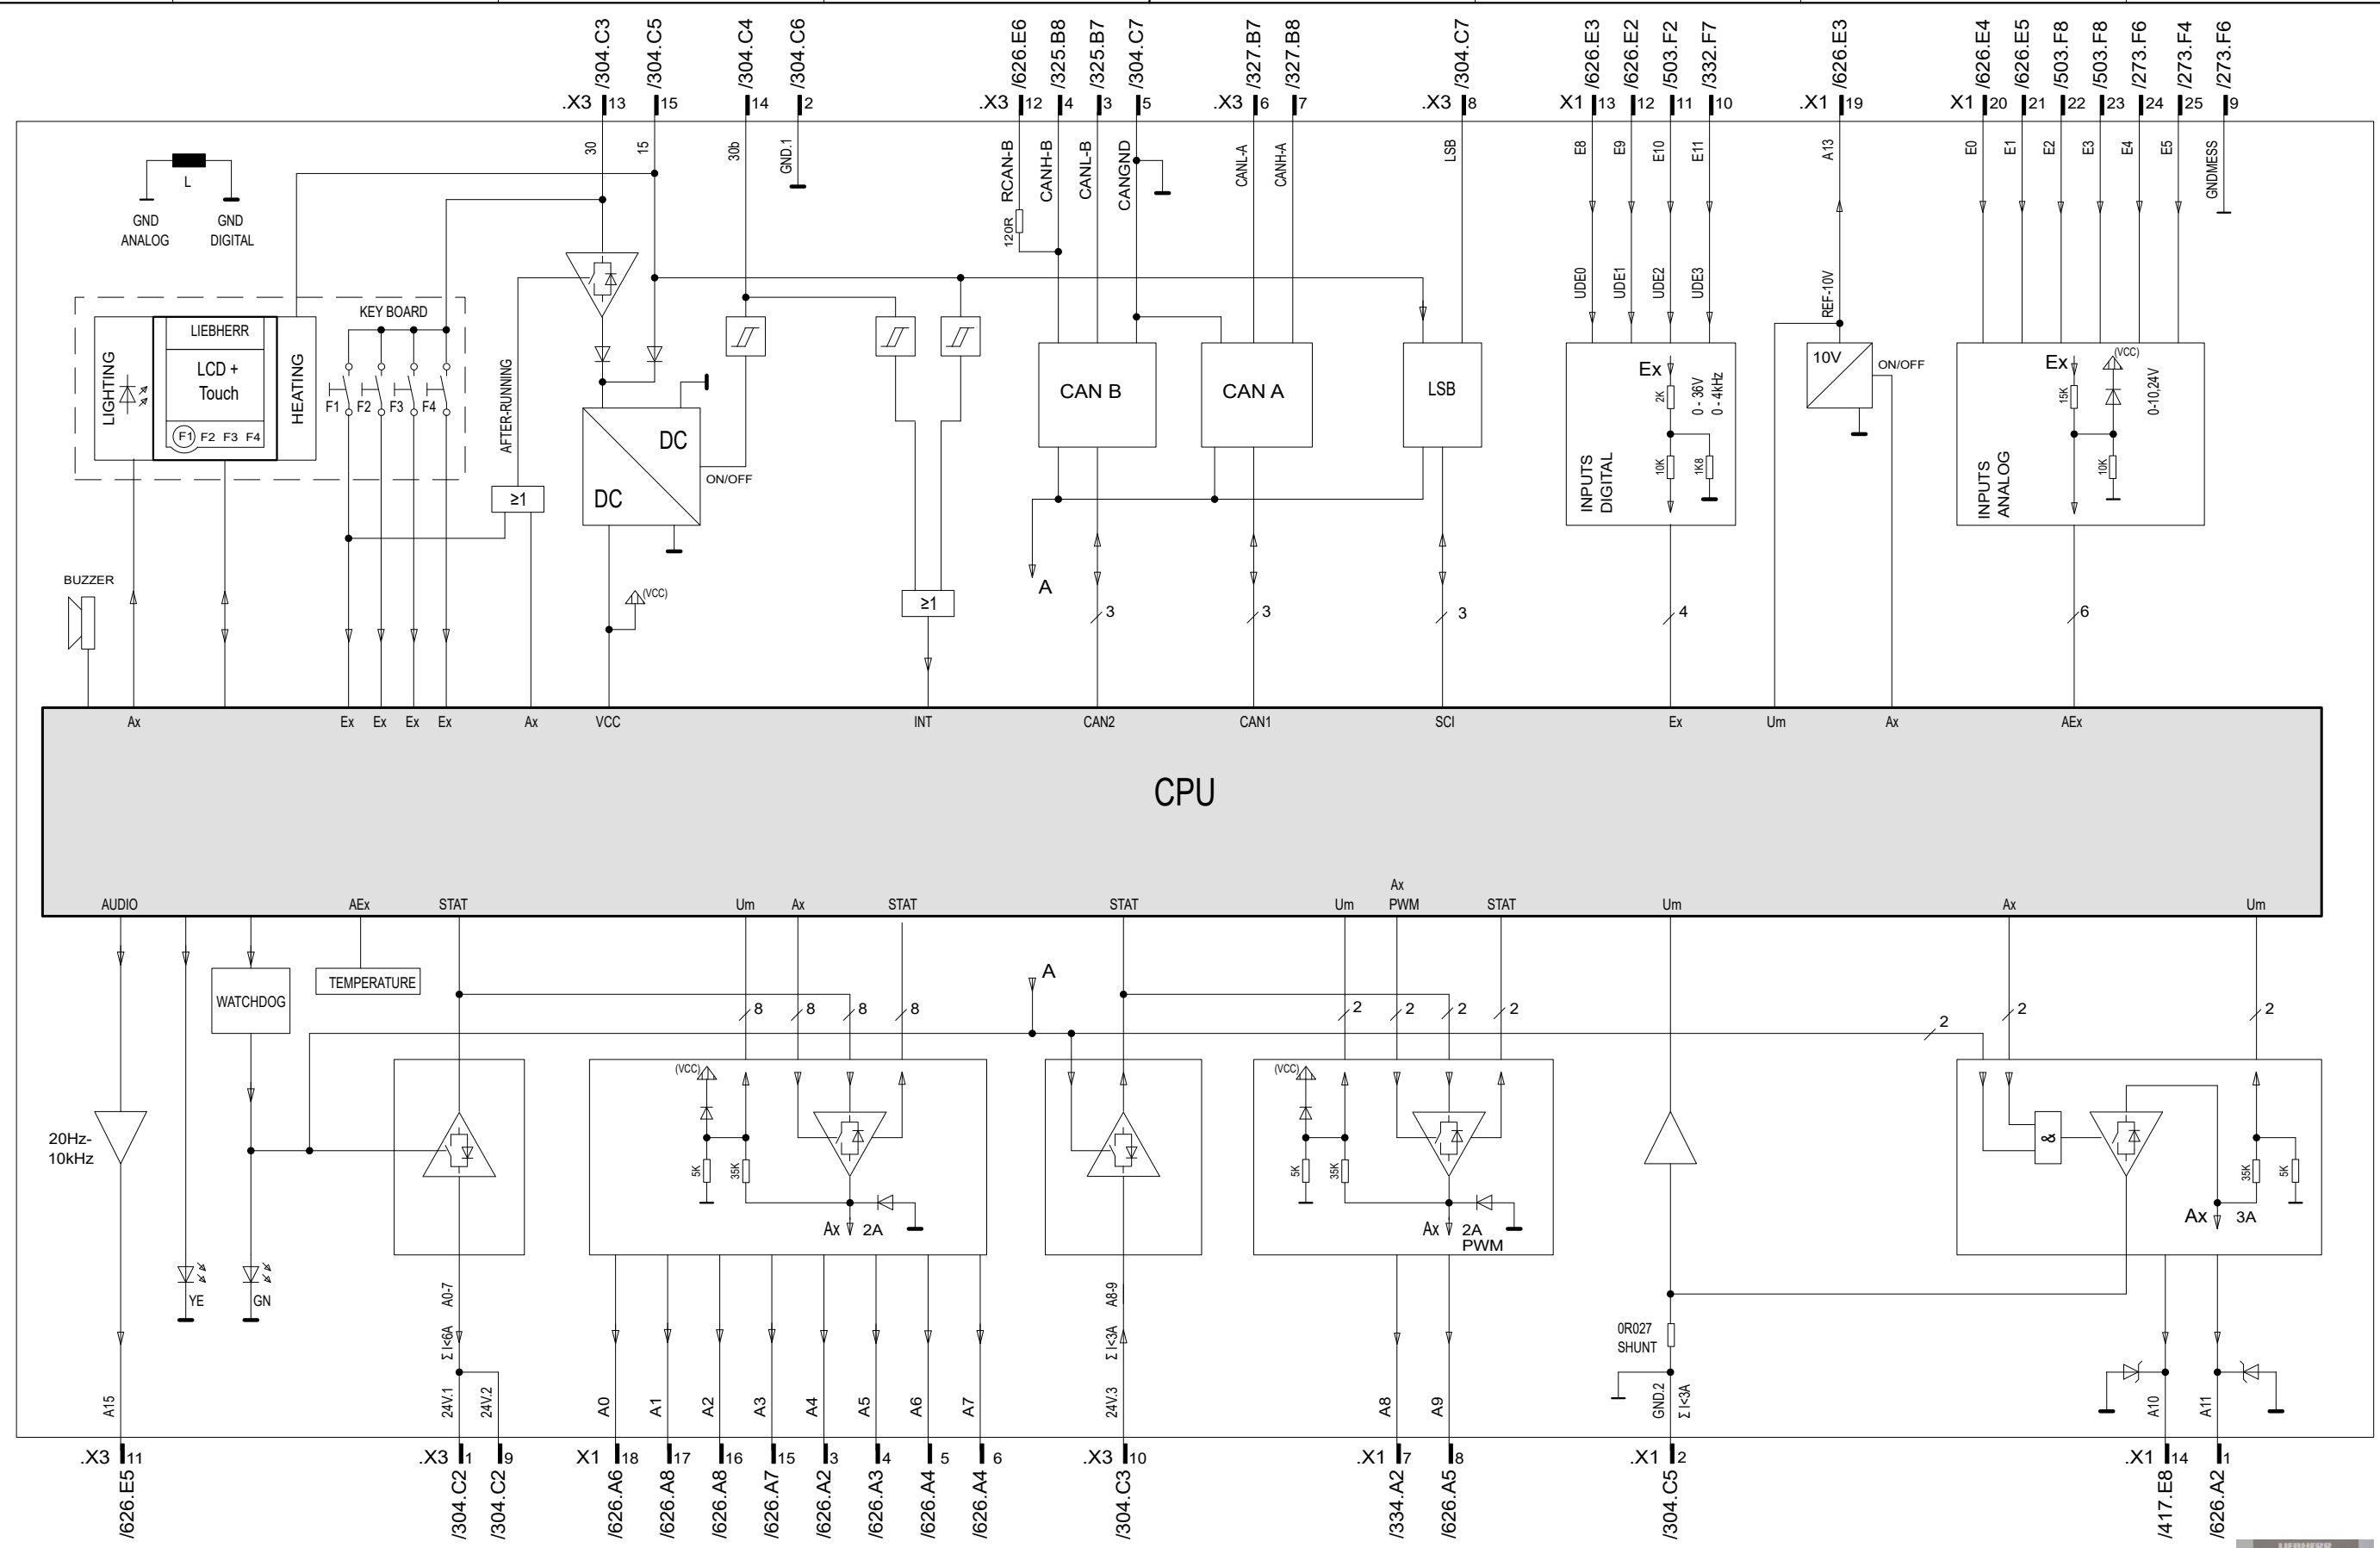 /304.C3 /304.C5 /304.C4 /304.C6 /626.E6 /325.B8 /325.B7 /304.C7 /327.B7 /327.B8 /304.C7 /626.E3 /626.E2 /503.F2 /332.F7 /626.E3 /626.E4 /626.E5 /503.F8 /503.F8 /273.F6 /273.F4 /273.F6
.X3 13 15 14 2 .X3 12 4 3 5 .X3 6 7 .X3 8 X1 13 12 11 10 .X1 19 X1 20 21 22 23 24 25 9
30 15 30b GND.1 RCAN-B CANH-B CANL-B CANGND CANL-A CANH-A LSB E8 E9 E10 E11 A13 E0 E1 E2 E3 E4 E5 GNDMESS
L
GND
ANALOG
GND
DIGITAL
120R
UDE0 UDE1 UDE2 UDE3 REF-10V
KEY BOARD
LIGHTING
LIEBHERR
LCD +
Touch
F1 F2 F3 F4
HEATING
F1 F2 F3 F4
AFTER-RUNNING
≥1
DC
DC
ON/OFF
(VCC)
≥1
CAN B
CAN A
LSB
A
3 3 3
Ex
2K
0 - 36V
0 - 4kHz
10K
1K8
INPUTS
DIGITAL
4
10V
ON/OFF
Ex
(VCC)
15K
0-10,24V
10K
INPUTS
ANALOG
6
BUZZER
Ax Ex Ex Ex Ex Ax VCC INT CAN2 CAN1 SCI Ex Um Ax AEx
CPU
AUDIO AEx STAT Um Ax STAT STAT Um Ax
PWM STAT Um Ax Um
WATCHDOG
TEMPERATURE
A
8 8 8 8 2 2 2 2 2 2 2
20Hz-
10kHz
(VCC)
5K
35K
Ax 2A
(VCC)
5K
35K
Ax 2A
PWM
&
35K
5K
Ax 3A
YE
GN
A0-7
Σ I<6A
A8-9
Σ I<3A
0R027
SHUNT
A15 24V.1 24V.2 A0 A1 A2 A3 A4 A5 A6 A7 24V.3 A8 A9 GND.2 Σ I<3A A10 A11
.X3 11 .X3 1 9 X1 18 17 16 15 3 4 5 6 .X3 10 .X1 7 8 .X1 2 .X1 14 1
/626.E5 /304.C2 /304.C2 /626.A6 /626.A8 /626.A8 /626.A7 /626.A2 /626.A3 /626.A4 /626.A4 /304.C3 /334.A2 /626.A5 /304.C5 /417.E8 /626.A2
LIEBHERR